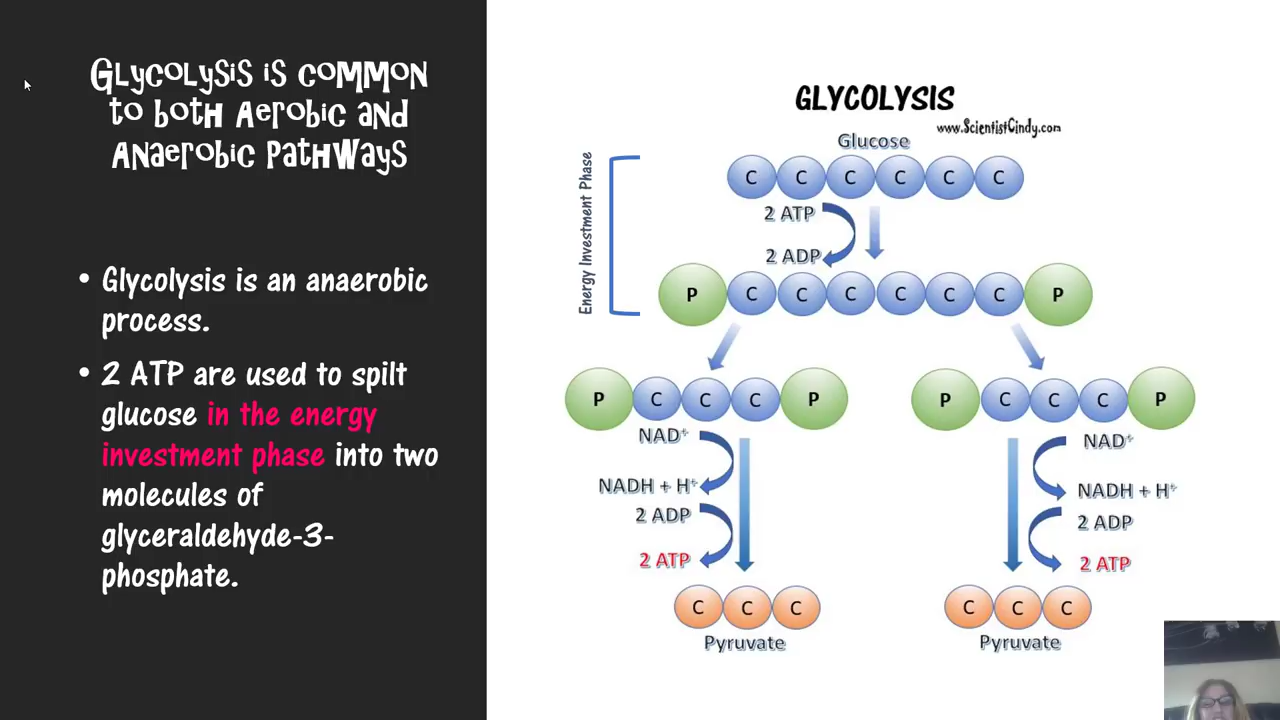 Glycolysis is common
to both Aerobic and
Anaerobic Pathways
• Glycolysis is an anaerobic
process.
• 2 ATP are used to spilt
glucose in the energy
investment phase into two
molecules of
glyceraldehyde-3-
phosphate.
GLYCOLYSIS
www.ScientistCindy.com
Glucose
Energy Investment Phase
C C C C C C
2 ATP
2 ADP
P C C C C C C P
P C C C P
P C C C P
NAD+
NADH + H+
2 ADP
2 ATP
NAD+
NADH + H+
2 ADP
2 ATP
C C C
Pyruvate
C C C
Pyruvate